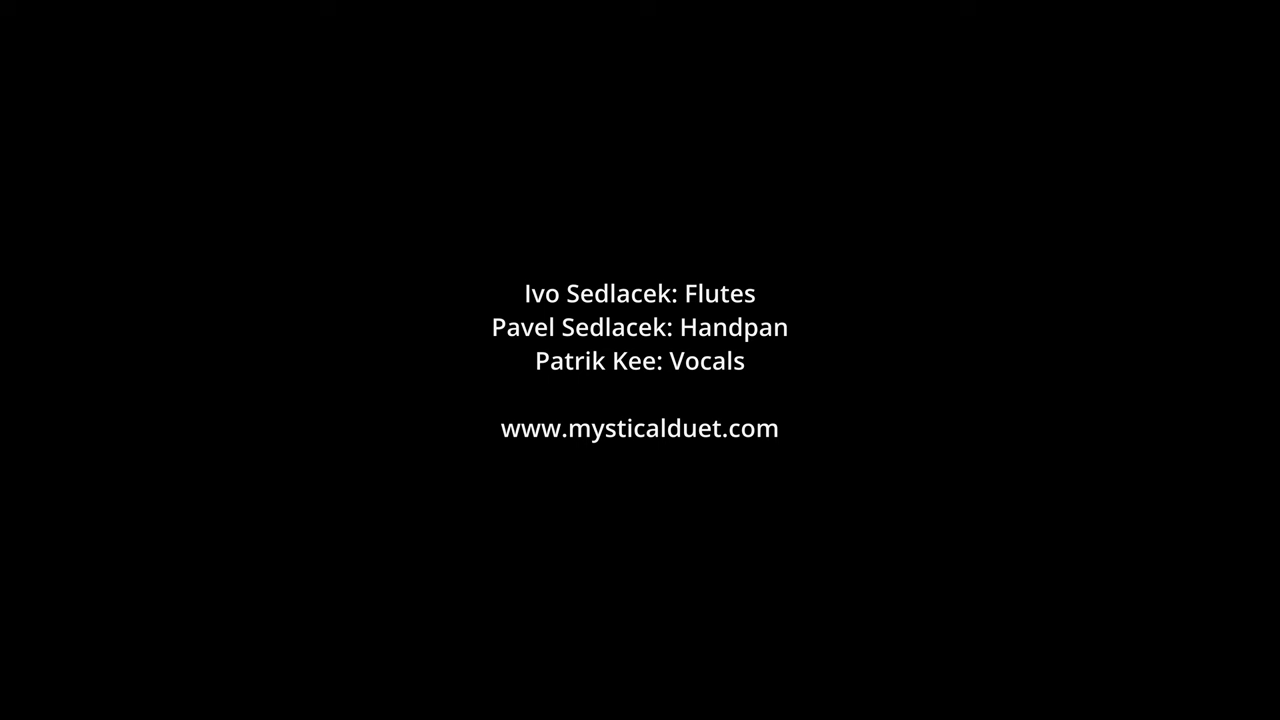 Ivo Sedlacek: Flutes
Pavel Sedlacek: Handpan
Patrik Kee: Vocals
www.mysticalduet.com